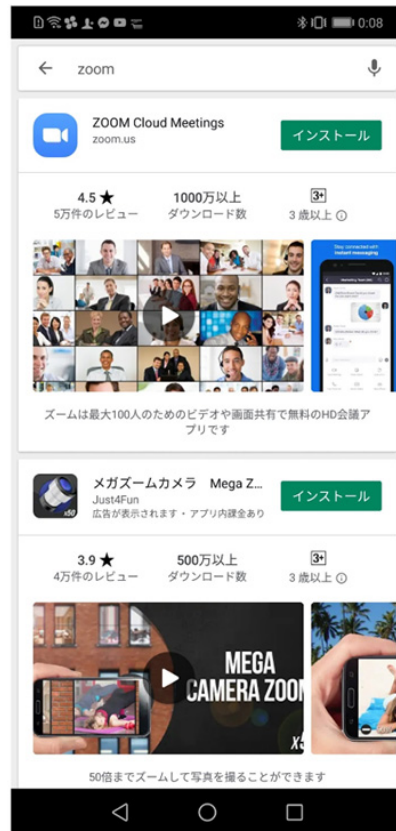 0:08
zoom
ZOOM Cloud Meetings
zoom.us
インストール
4.5 ★
5万件のレビュー
1000万以上
ダウンロード数
3+
3 歳以上
Stay connected with
instant messaging
ズームは最大100人のためのビデオや画面共有で無料のHD会議ア
プリです
メガズームカメラ Mega Z...
Just4Fun
広告が表示されます・アプリ内課金あり
インストール
x50
3.9 ★
4万件のレビュー
500万以上
ダウンロード数
3+
3 歳以上
MEGA
CAMERA ZOO
x5
50倍までズームして写真を撮ることができます